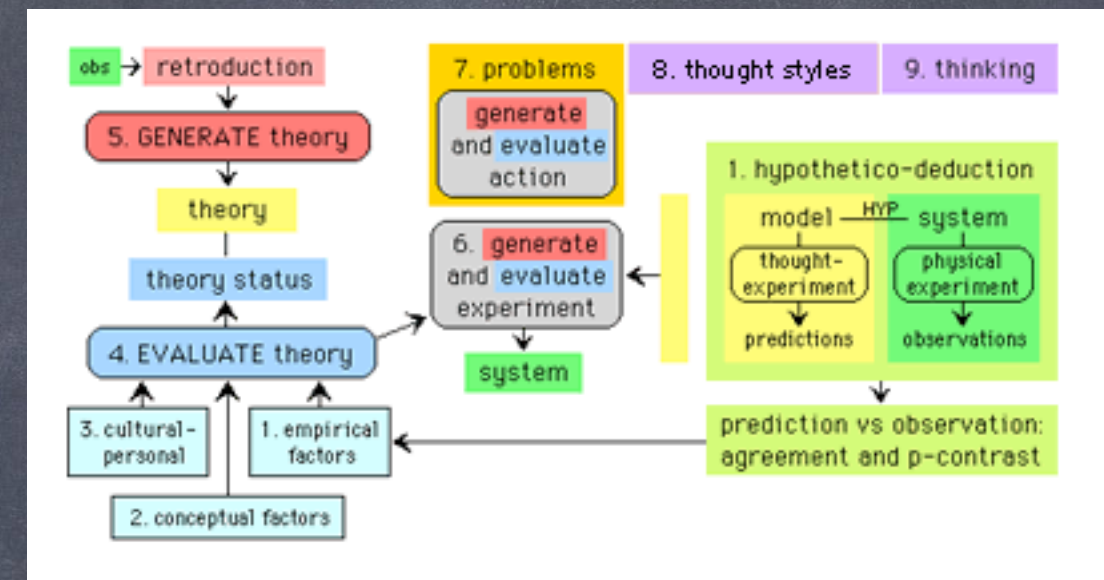 obs
retroduction
5. GENERATE theory
theory
theory status
4. EVALUATE theory
3. cultural-
personal
1. empirical
factors
2. conceptual factors
7. problems
generate
and evaluate
action
6. generate
and evaluate
experiment
system
8. thought styles
9. thinking
1. hypothetico-deduction
model HYP system
thought-
experiment
predictions
physical
experiment
observations
prediction vs observation:
agreement and p-contrast